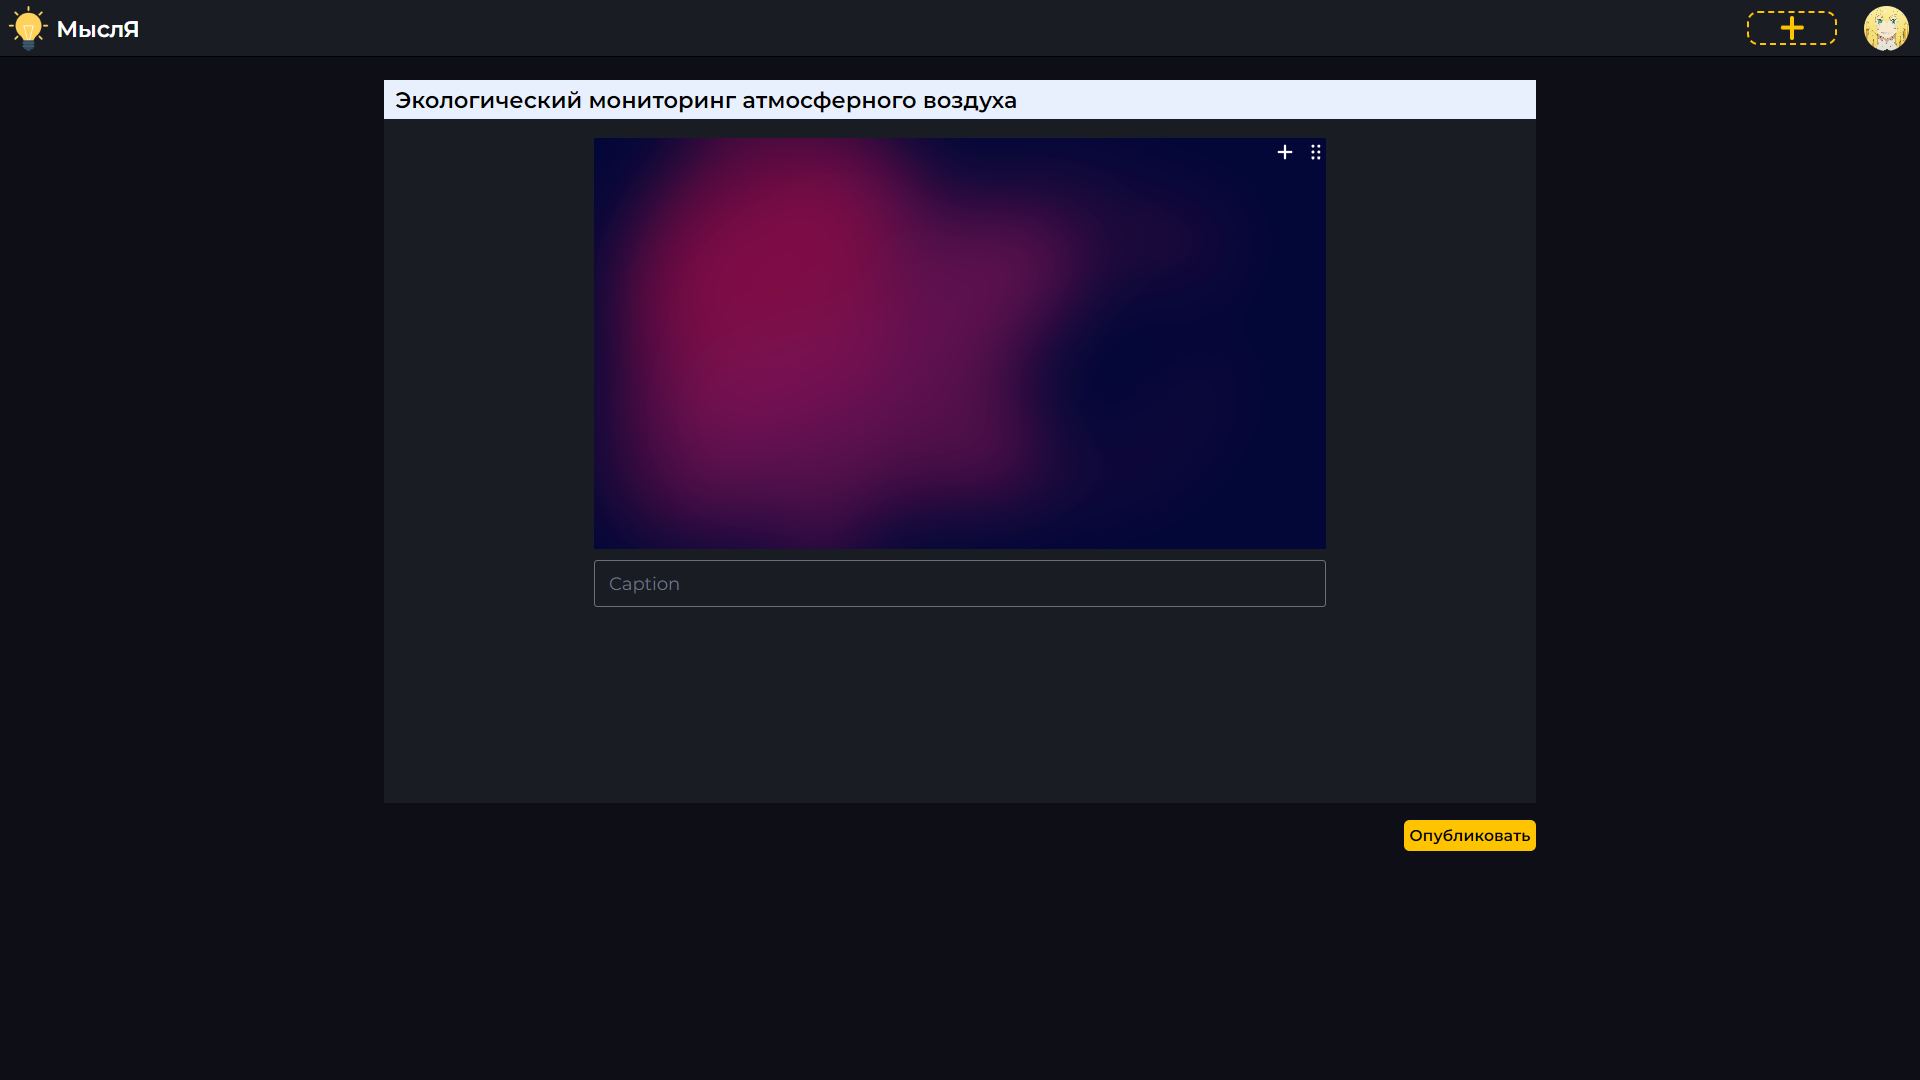 МыслЯ
Экологический мониторинг атмосферного воздуха
Caption
Опубликовать